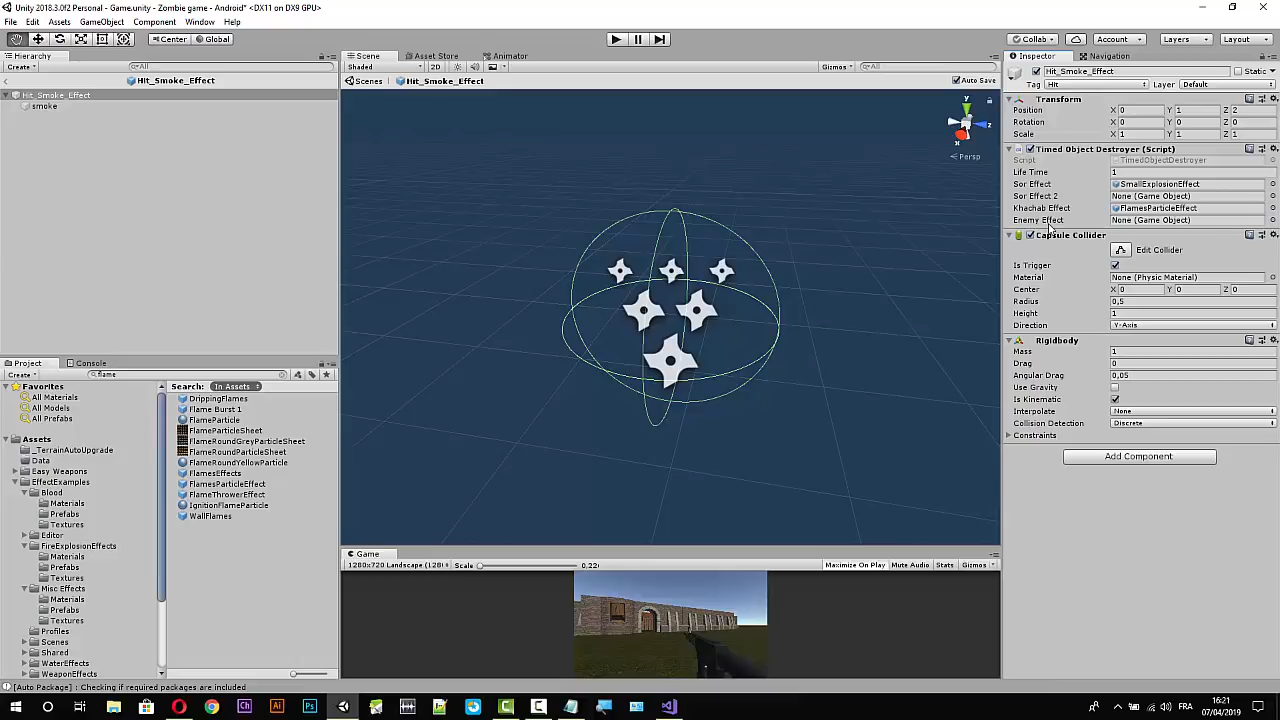 Unity 2018.3.0f2 Personal - Game.unity - Zombie game - Android* <DX11 on DX9 GPU>
File Edit Assets GameObject Component Window Help
Center Global Collab Account Layers Layout
Hierarchy
Create All
Hit_Smoke_Effect
Hit_Smoke_Effect
smoke
Scene Asset Store Animator
Shaded 2D Gizmos All
Scenes Hit_Smoke_Effect Auto Save
y
z
x
Persp
Inspector Navigation
Hit_Smoke_Effect Static
Tag Hit Layer Default
Transform
Position X 0 Y 1 Z 2
Rotation X 0 Y 0 Z 0
Scale X 1 Y 1 Z 1
Timed Object Destroyer (Script)
Script TimedObjectDestroyer
Life Time 1
Sor Effect SmallExplosionEffect
Sor Effect 2 None (Game Object)
Khachab Effect FlamesParticleEffect
Enemy Effect None (Game Object)
Capsule Collider
Edit Collider
Is Trigger
Material None (Physic Material)
Center X 0 Y 0 Z 0
Radius 0,5
Height 1
Direction Y-Axis
Rigidbody
Mass 1
Drag 0
Angular Drag 0,05
Use Gravity
Is Kinematic
Interpolate None
Collision Detection Discrete
Constraints
Add Component
Project Console
Create flame
Favorites
All Materials
All Models
All Prefabs
Assets
_TerrainAutoUpgrade
Data
Easy Weapons
EffectExamples
Blood
Materials
Prefabs
Textures
Editor
FireExplosionEffects
Materials
Prefabs
Textures
Misc Effects
Materials
Prefabs
Textures
Profiles
Scenes
Shared
WaterEffects
WeaponEffects
Search: In Assets
DrippingFlames
Flame Burst 1
FlameParticle
FlameParticleSheet
FlameRoundGreyParticleSheet
FlameRoundParticleSheet
FlameRoundYellowParticle
FlamesEffects
FlamesParticleEffect
FlameThrowerEffect
IgnitionFlameParticle
WallFlames
Game
1280x720 Landscape (128 Scale 0.22 Maximize On Play Mute Audio Stats Gizmos
[Auto Package] : Checking if required packages are included
Ch Ai Ps
FRA
16:21
07/04/2019